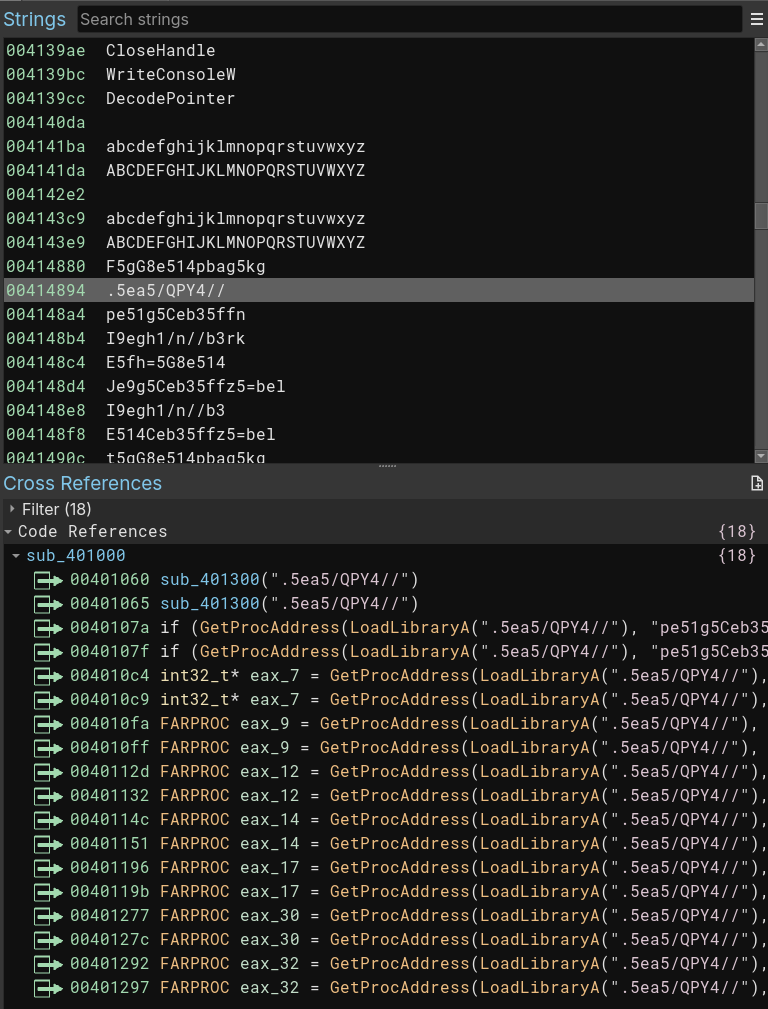 Strings Search strings
004139ae CloseHandle
004139bc WriteConsoleW
004139cc DecodePointer
004140da
004141ba abcdefghijklmnopqrstuvwxyz
004141da ABCDEFGHIJKLMNOPQRSTUVWXYZ
004142e2
004143c9 abcdefghijklmnopqrstuvwxyz
004143e9 ABCDEFGHIJKLMNOPQRSTUVWXYZ
00414880 F5gG8e514pbag5kg
00414894 .5ea5/QPY4//
004148a4 pe51g5Ceb35ffn
004148b4 I9egh1/n//b3rk
004148c4 E5fh=5G8e514
004148d4 Je9g5Ceb35ffz5=bel
004148e8 I9egh1/n//b3
004148f8 E514Ceb35ffz5=bel
0041490c t5gG8e514pbag5kg
Cross References
Filter (18)
Code References {18}
sub_401000 {18}
00401060 sub_401300(".5ea5/QPY4//")
00401065 sub_401300(".5ea5/QPY4//")
0040107a if (GetProcAddress(LoadLibraryA(".5ea5/QPY4//"), "pe51g5Ceb35
0040107f if (GetProcAddress(LoadLibraryA(".5ea5/QPY4//"), "pe51g5Ceb35
004010c4 int32_t* eax_7 = GetProcAddress(LoadLibraryA(".5ea5/QPY4//"),
004010c9 int32_t* eax_7 = GetProcAddress(LoadLibraryA(".5ea5/QPY4//"),
004010fa FARPROC eax_9 = GetProcAddress(LoadLibraryA(".5ea5/QPY4//"),
004010ff FARPROC eax_9 = GetProcAddress(LoadLibraryA(".5ea5/QPY4//"),
0040112d FARPROC eax_12 = GetProcAddress(LoadLibraryA(".5ea5/QPY4//"),
00401132 FARPROC eax_12 = GetProcAddress(LoadLibraryA(".5ea5/QPY4//"),
0040114c FARPROC eax_14 = GetProcAddress(LoadLibraryA(".5ea5/QPY4//"),
00401151 FARPROC eax_14 = GetProcAddress(LoadLibraryA(".5ea5/QPY4//"),
00401196 FARPROC eax_17 = GetProcAddress(LoadLibraryA(".5ea5/QPY4//"),
0040119b FARPROC eax_17 = GetProcAddress(LoadLibraryA(".5ea5/QPY4//"),
00401277 FARPROC eax_30 = GetProcAddress(LoadLibraryA(".5ea5/QPY4//"),
0040127c FARPROC eax_30 = GetProcAddress(LoadLibraryA(".5ea5/QPY4//"),
00401292 FARPROC eax_32 = GetProcAddress(LoadLibraryA(".5ea5/QPY4//"),
00401297 FARPROC eax_32 = GetProcAddress(LoadLibraryA(".5ea5/QPY4//"),